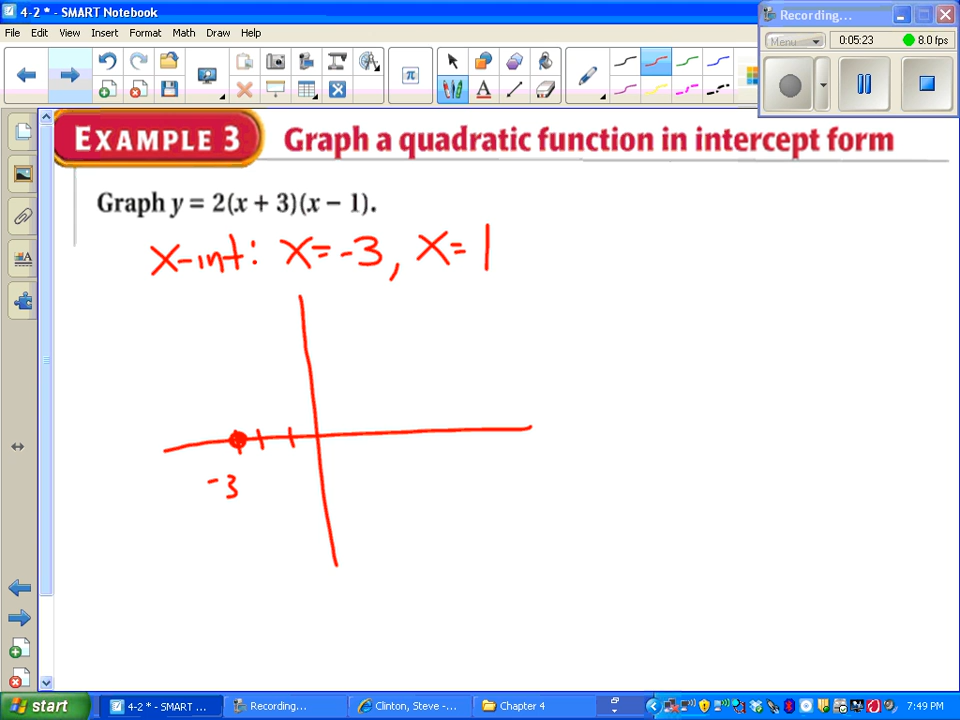 4-2 * - SMART Notebook
File Edit View Insert Format Math Draw Help
Recording...
Menu 0:05:23 8.0 fps
π
A
EXAMPLE 3 Graph a quadratic function in intercept form
Graph y = 2(x + 3)(x − 1).
X-int: X=-3, X=1
-3
start 4-2 * - SMART ... Recording... Clinton, Steve -... Chapter 4 7:49 PM